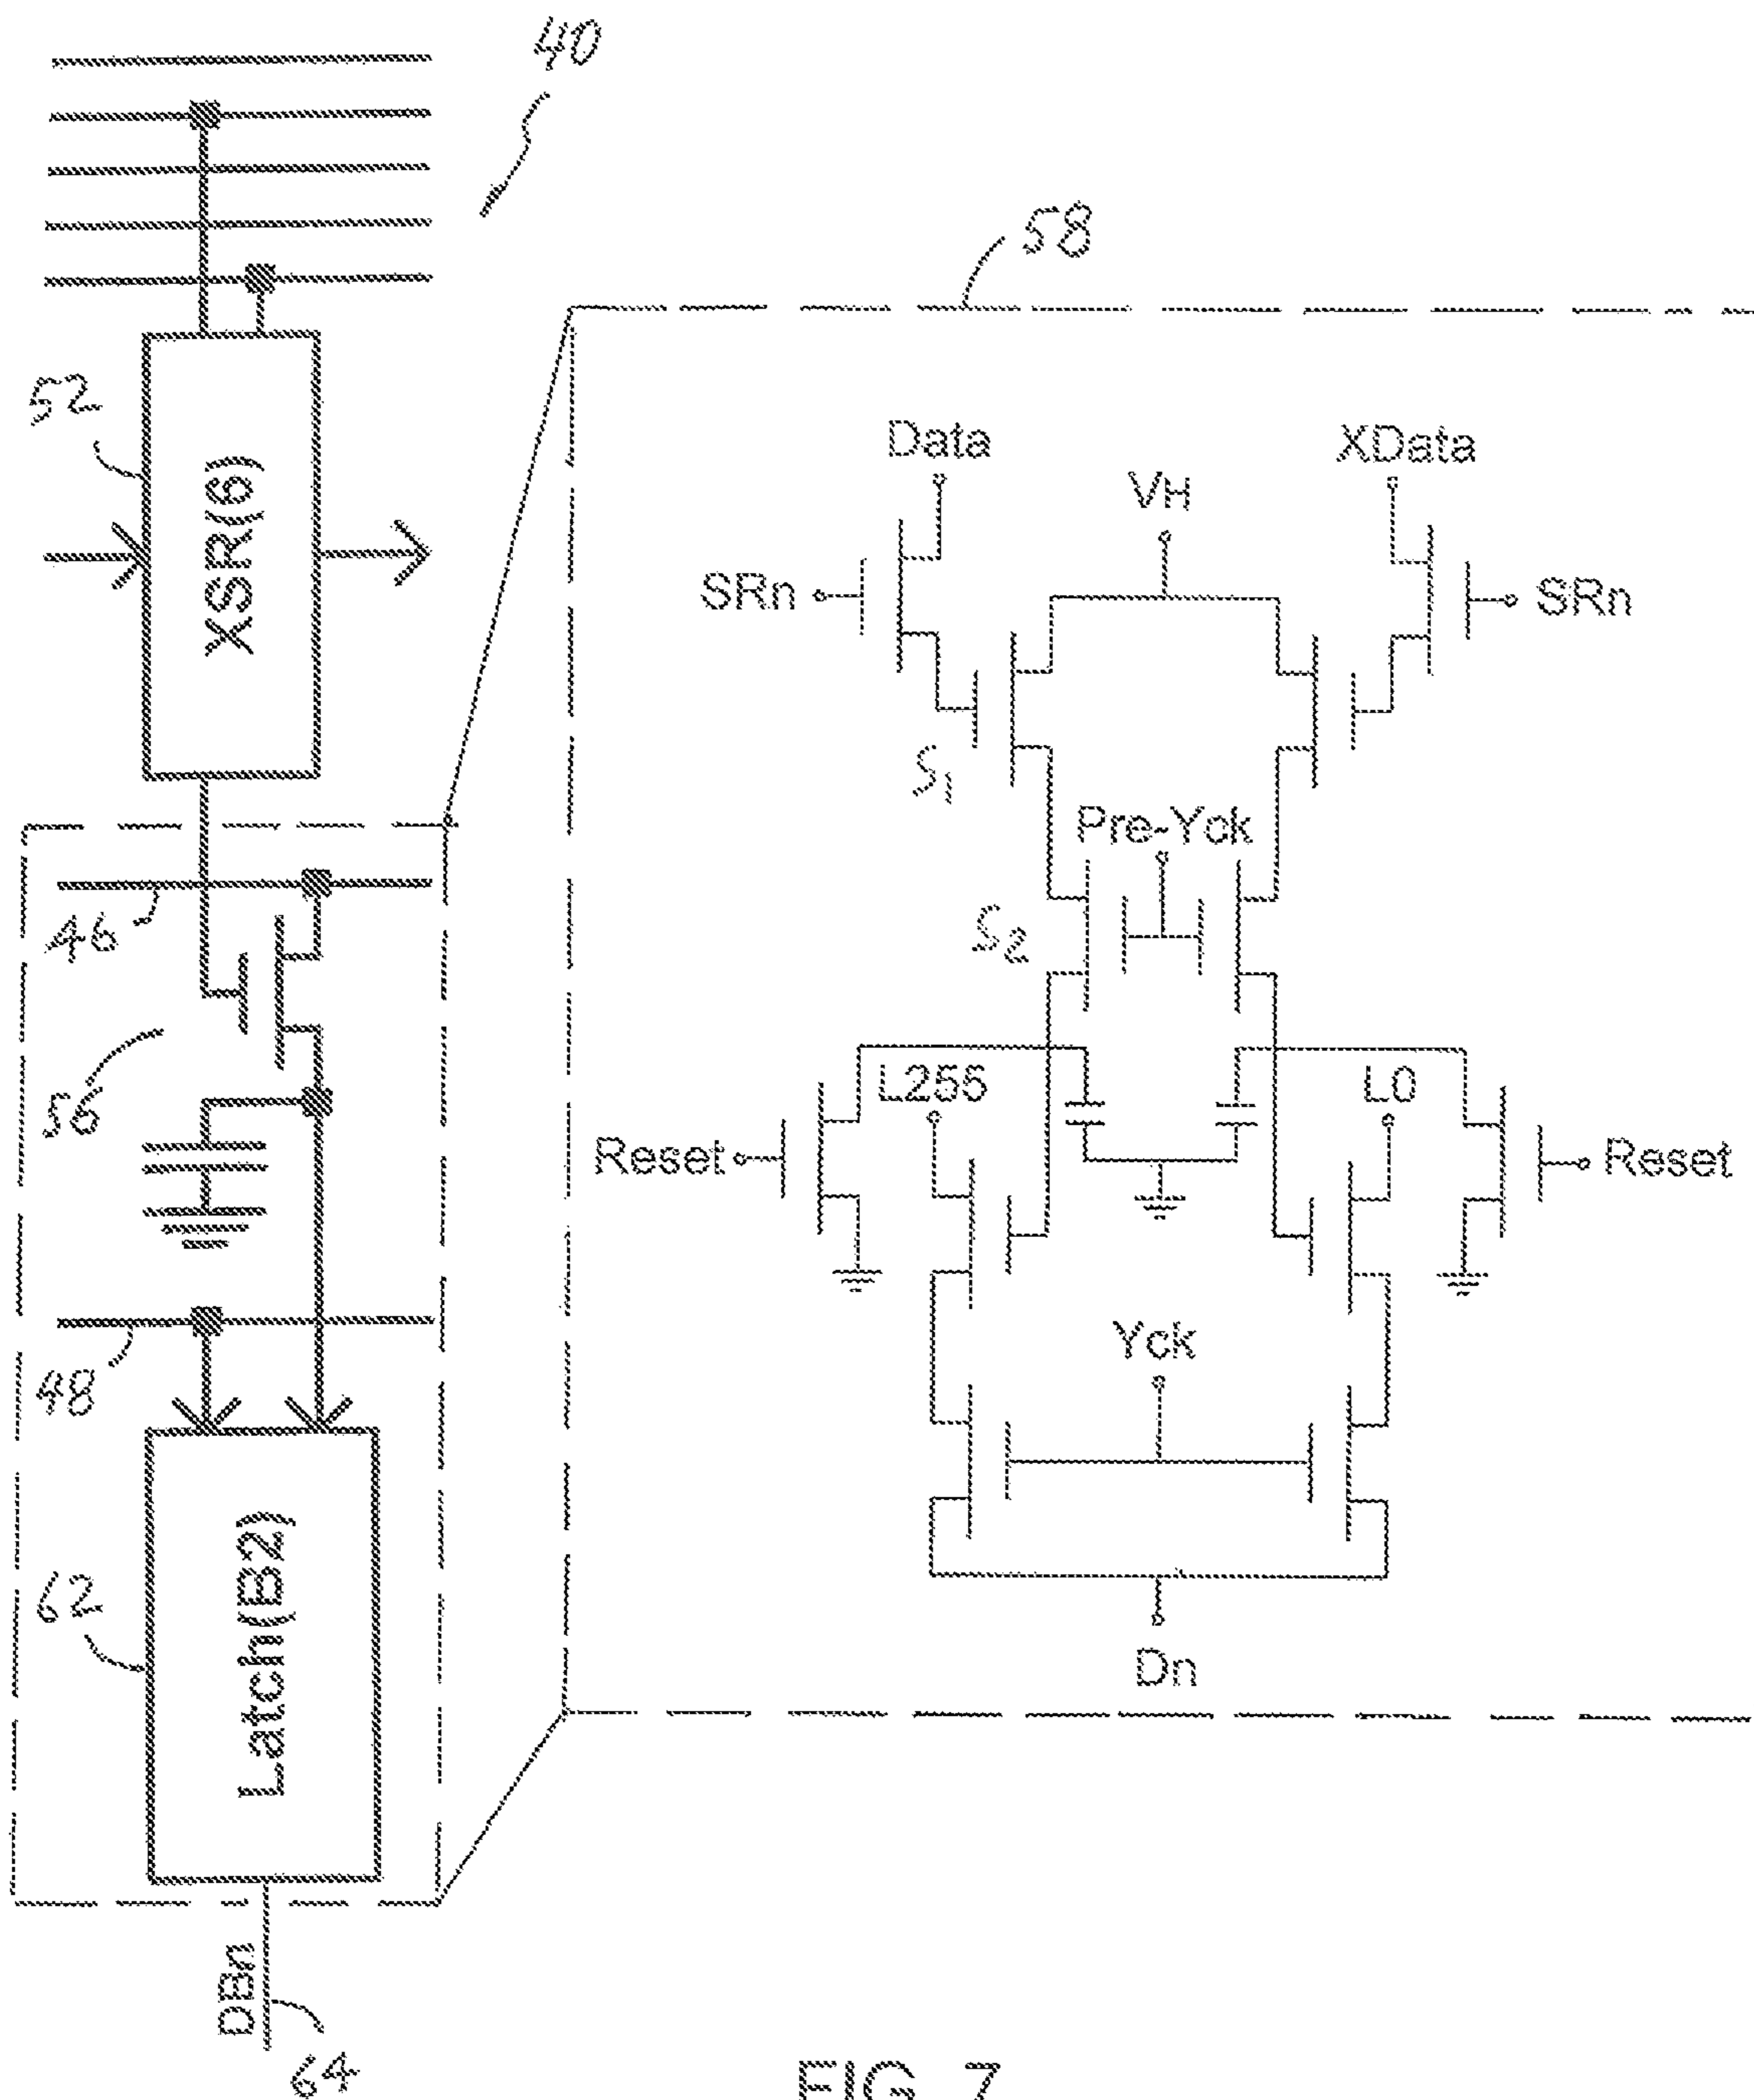 40
58
52
XSR(6)
Data
XData
VH
SRn
SRn
S1
Pre-Yck
S2
46
56
L255
L0
Reset
Reset
48
Yck
62
Latch(B2)
Dn
DBn
64
FIG. 7